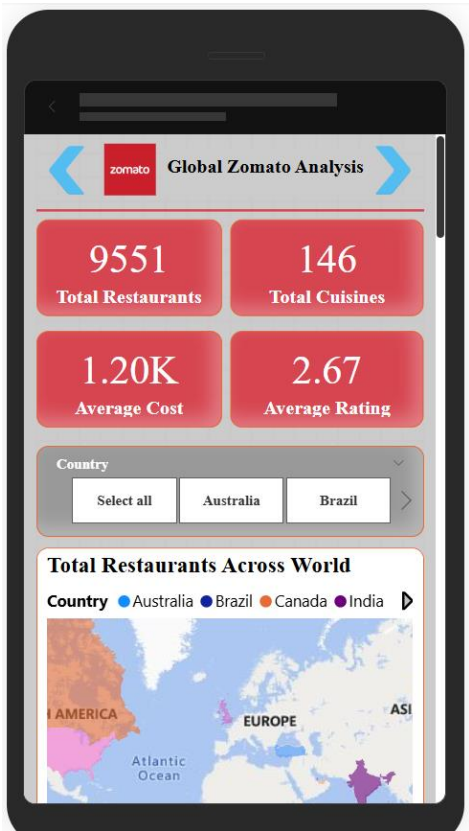 zomato
Global Zomato Analysis
9551
Total Restaurants
146
Total Cuisines
1.20K
Average Cost
2.67
Average Rating
Country
Select all
Australia
Brazil
Total Restaurants Across World
Country Australia Brazil Canada India
H AMERICA
EUROPE
ASI
Atlantic
Ocean